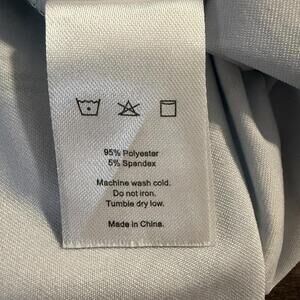 95% Polyester
5% Spandex
Machine wash cold.
Do not iron.
Tumble dry low.
Made in China.